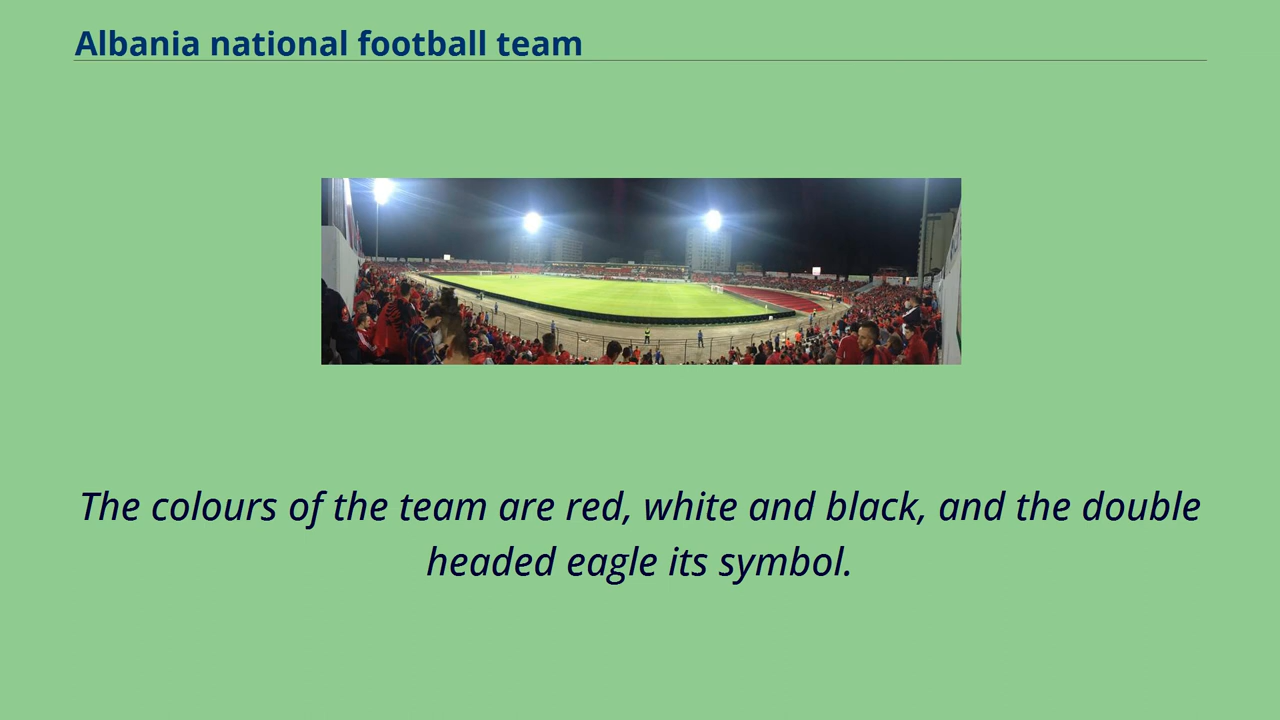 Albania national football team
The colours of the team are red, white and black, and the double
headed eagle its symbol.